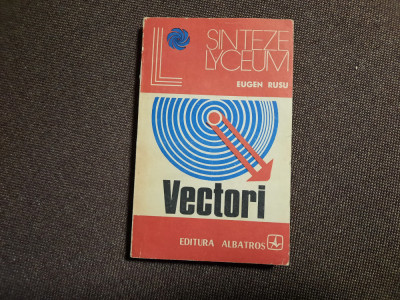 SINTEZE
LYCEUM
EUGEN RUSU
Vectori
EDITURA ALBATROS